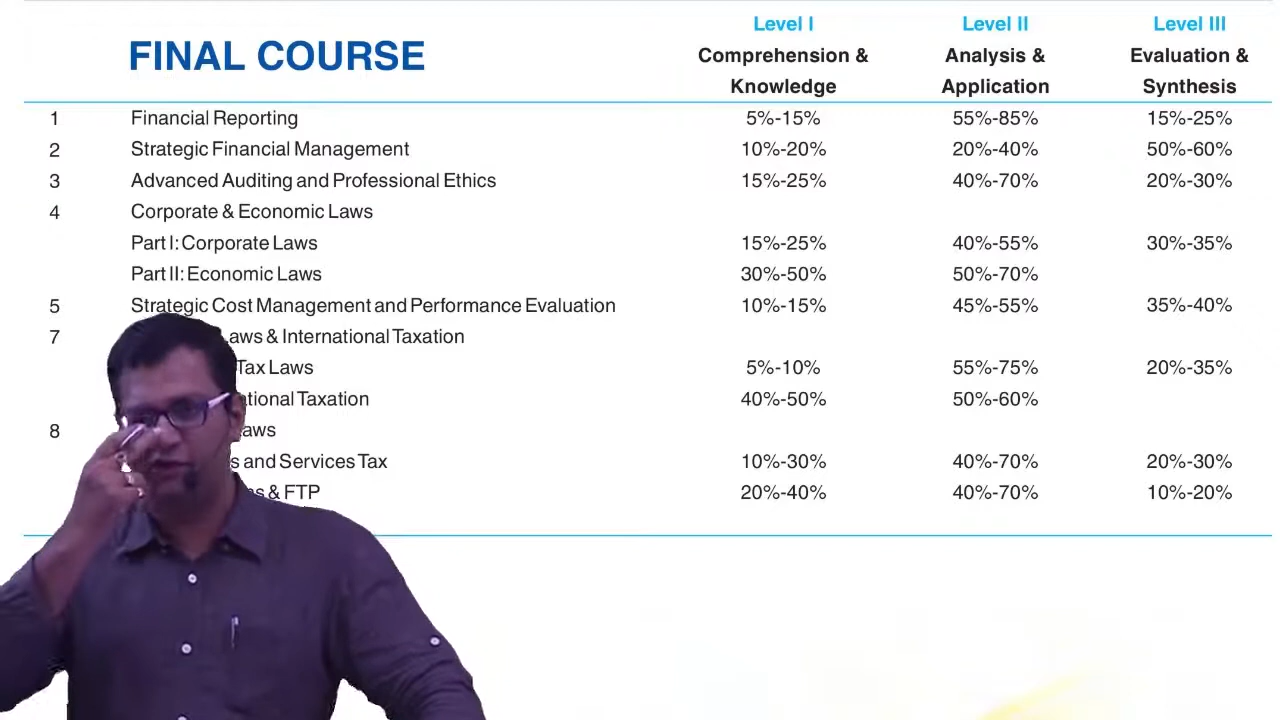 Level I Level II Level III
FINAL COURSE Comprehension & Analysis & Evaluation &
Knowledge Application Synthesis
1 Financial Reporting 5%-15% 55%-85% 15%-25%
2 Strategic Financial Management 10%-20% 20%-40% 50%-60%
3 Advanced Auditing and Professional Ethics 15%-25% 40%-70% 20%-30%
4 Corporate & Economic Laws
Part I: Corporate Laws 15%-25% 40%-55% 30%-35%
Part II: Economic Laws 30%-50% 50%-70%
5 Strategic Cost Management and Performance Evaluation 10%-15% 45%-55% 35%-40%
7 & International Taxation
Tax Laws 5%-10% 55%-75% 20%-35%
Taxation 40%-50% 50%-60%
8
and Services Tax 10%-30% 40%-70% 20%-30%
& FTP 20%-40% 40%-70% 10%-20%